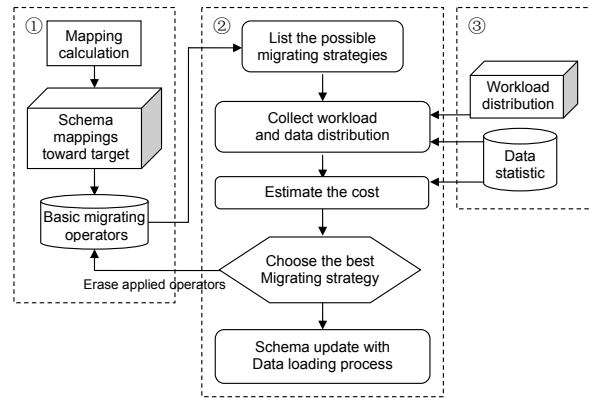 ①
Mapping
calculation
Schema
mappings
toward target
Basic migrating
operators
Erase applied operators
②
List the possible
migrating strategies
Collect workload
and data distribution
Estimate the cost
Choose the best
Migrating strategy
Schema update with
Data loading process
③
Workload
distribution
Data
statistic